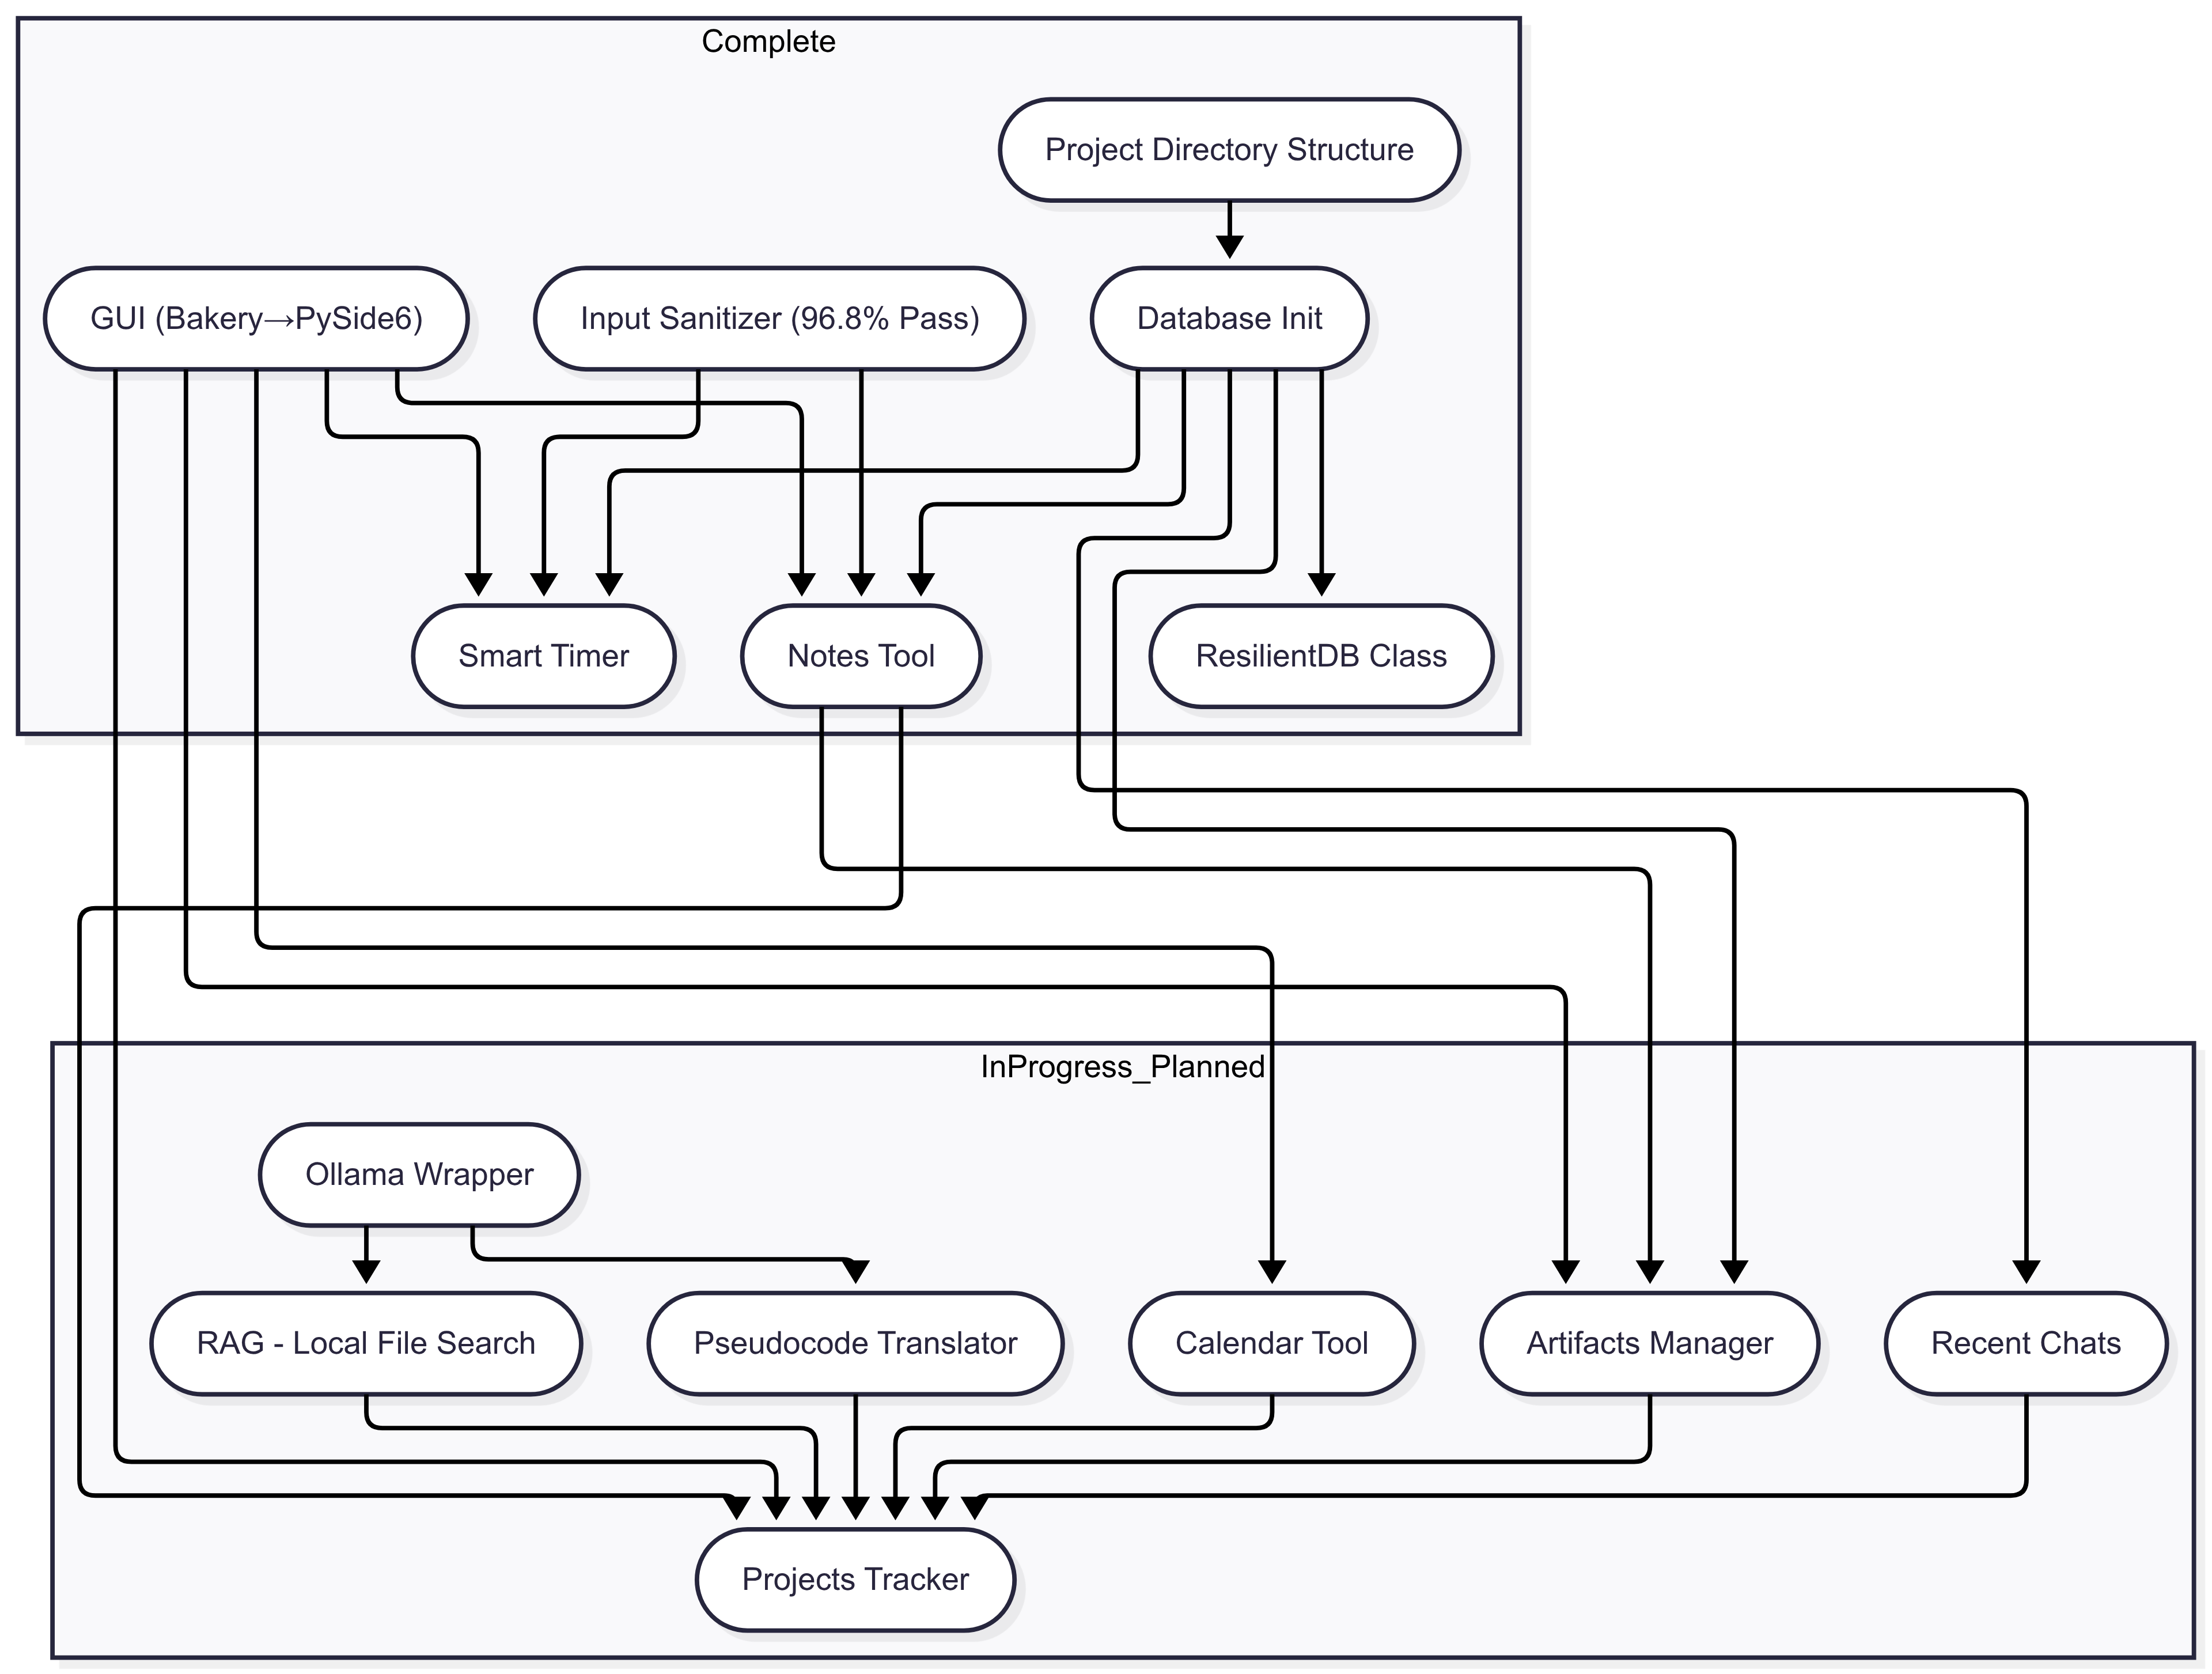 Complete
Project Directory Structure
GUI (Bakery→PySide6)
Input Sanitizer (96.8% Pass)
Database Init
Smart Timer
Notes Tool
ResilientDB Class
InProgress_Planned
Ollama Wrapper
RAG - Local File Search
Pseudocode Translator
Calendar Tool
Artifacts Manager
Recent Chats
Projects Tracker